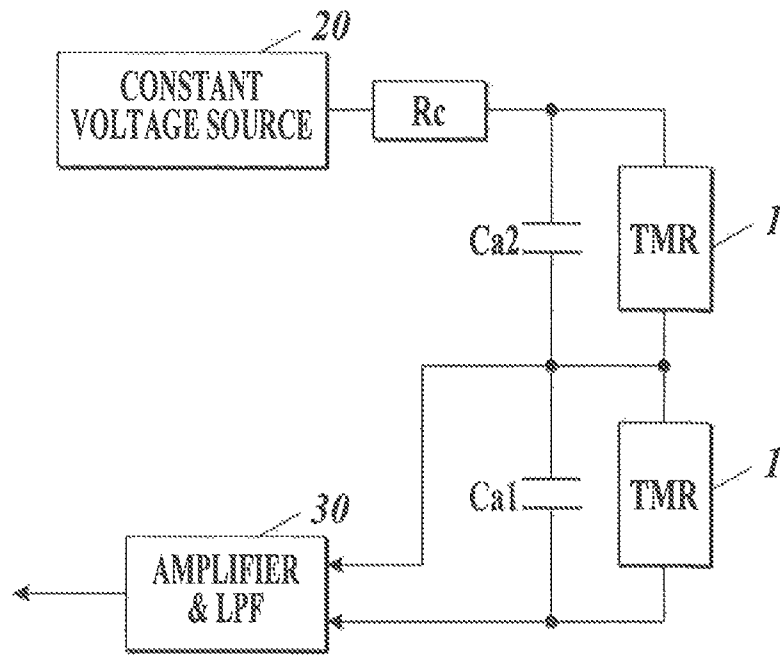 20
CONSTANT
VOLTAGE SOURCE
Rc
Ca2
TMR
1
Ca1
TMR
1
30
AMPLIFIER
& LPF